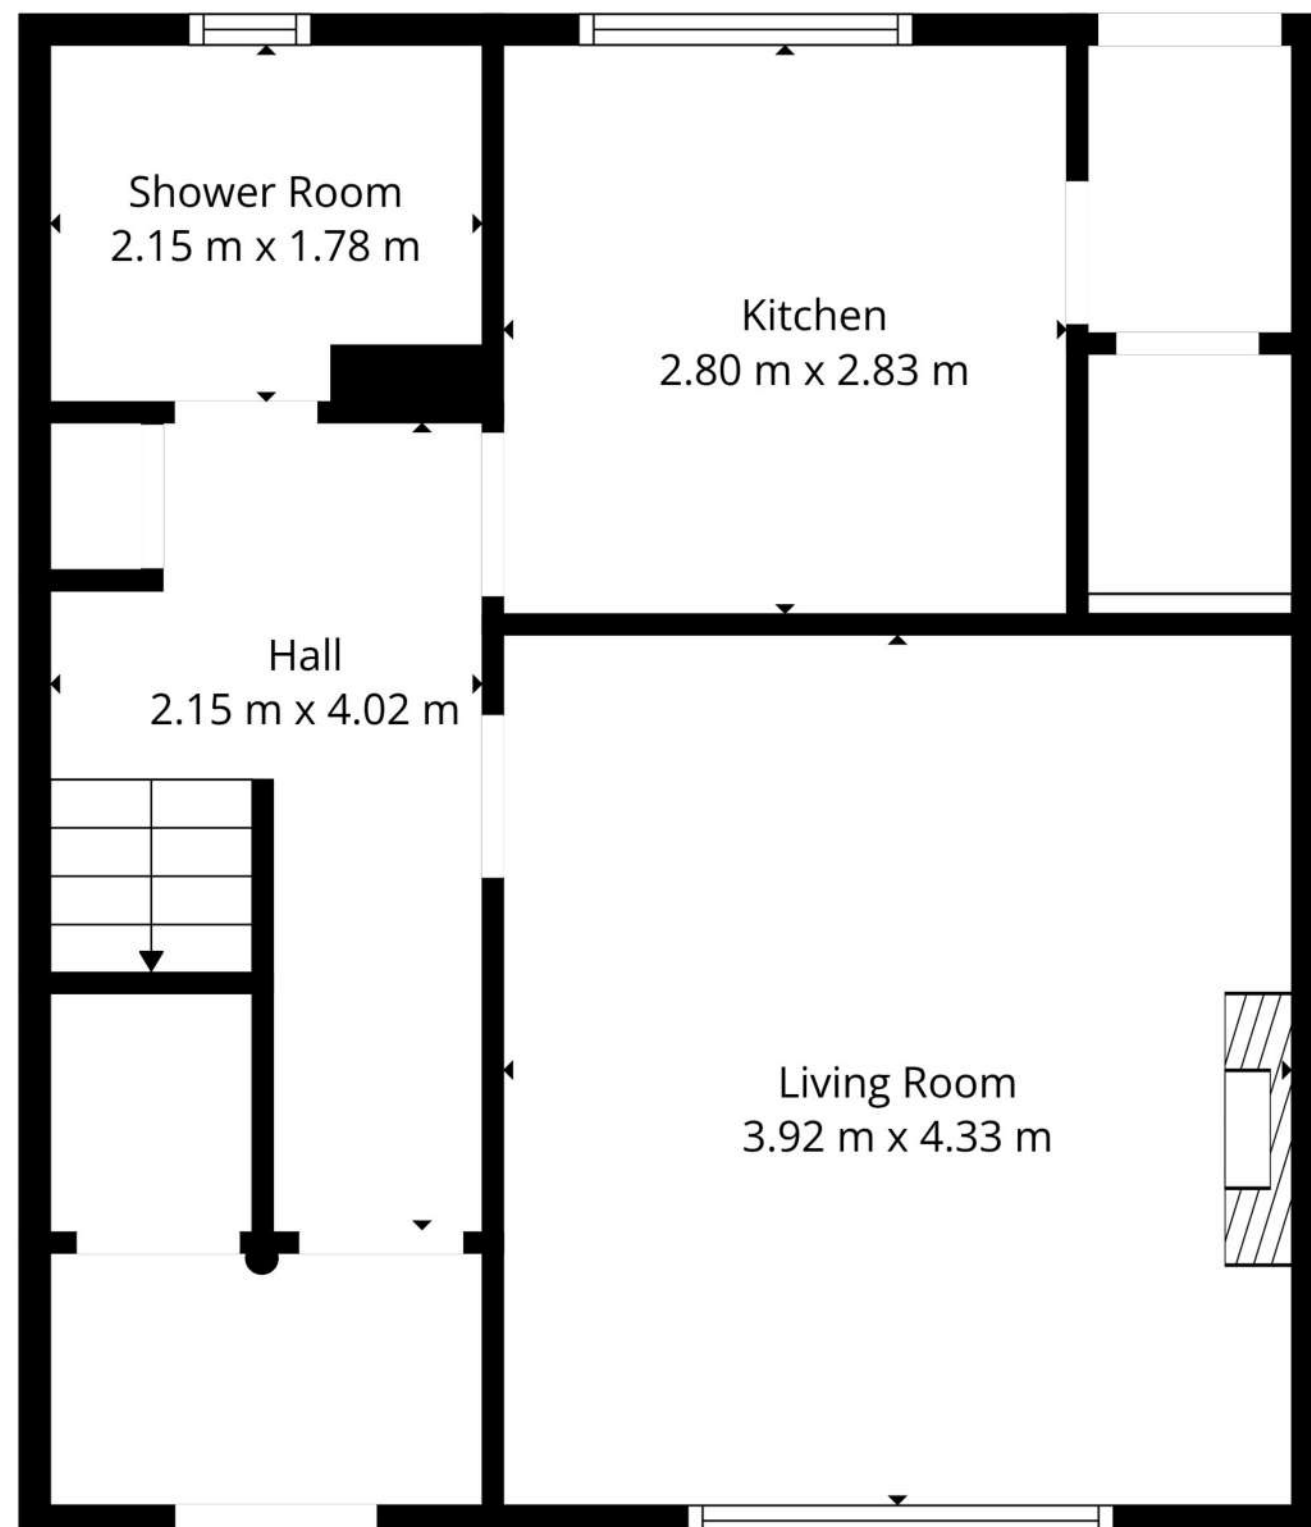 Shower Room
2.15 m x 1.78 m
Kitchen
2.80 m x 2.83 m
Hall
2.15 m x 4.02 m
Living Room
3.92 m x 4.33 m